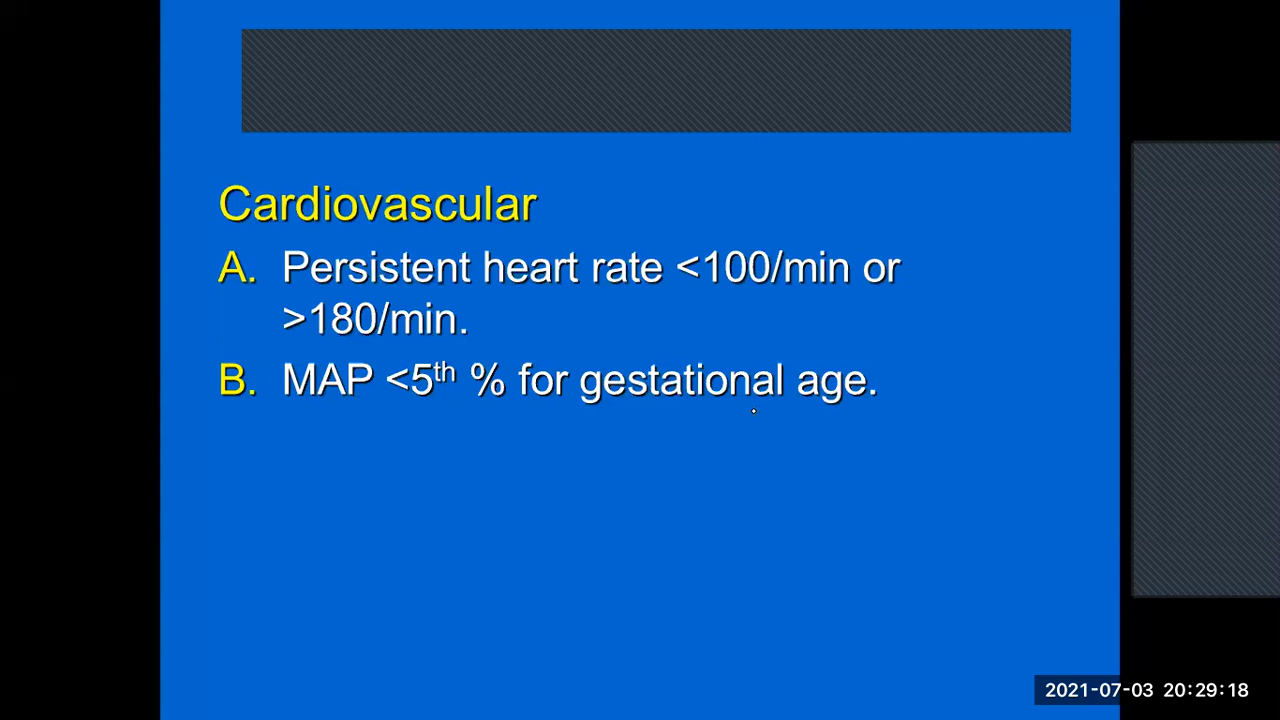 Cardiovascular
A. Persistent heart rate <100/min or
>180/min.
B. MAP <5th % for gestational age.
2021-07-03 20:29:18